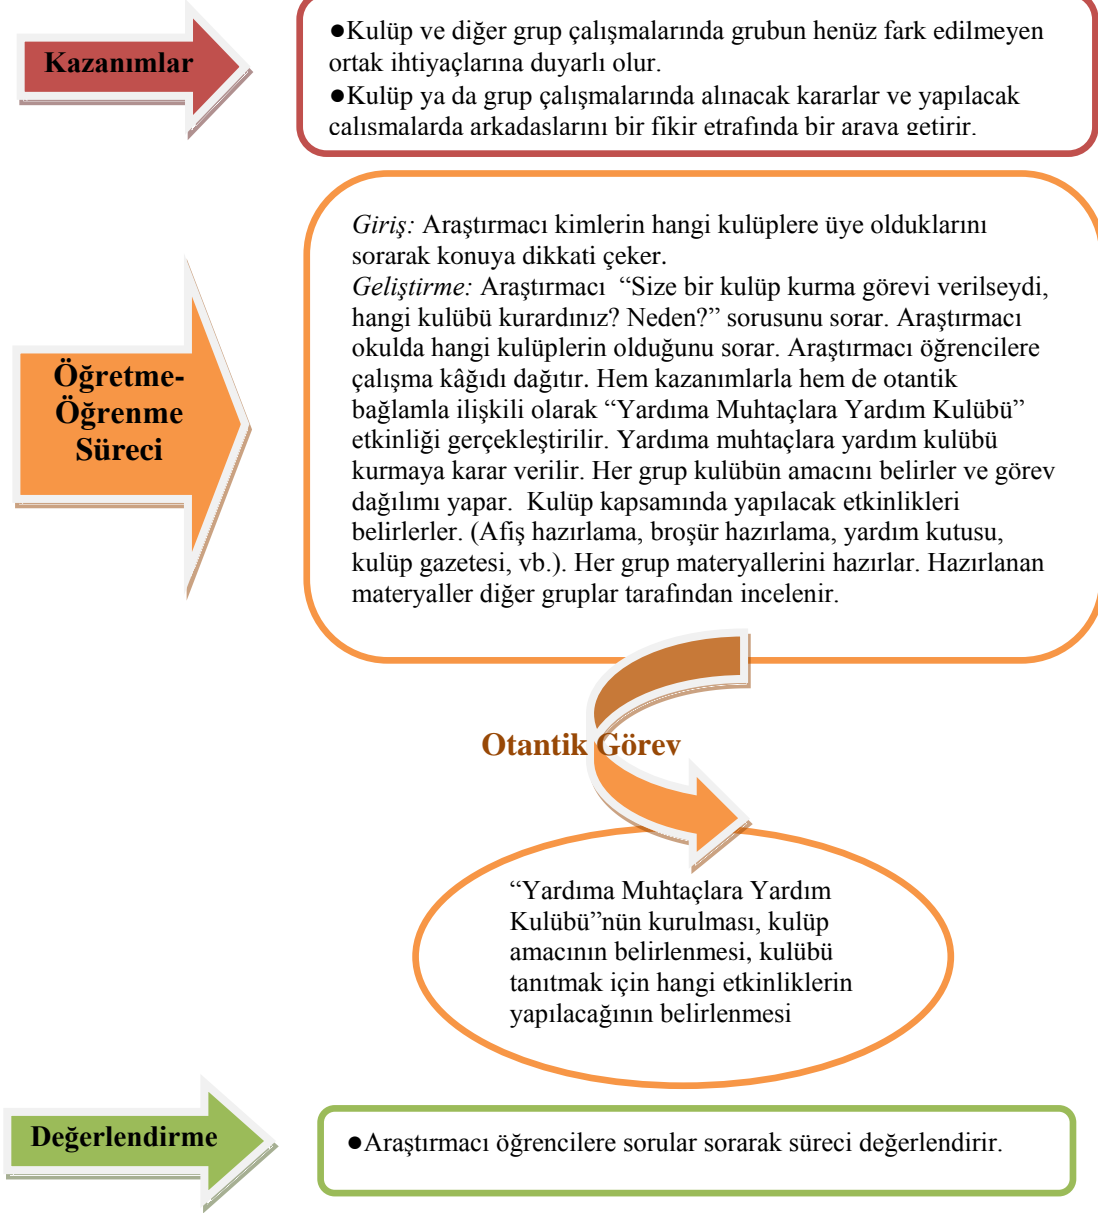 Kazanımlar
●Kulüp ve diğer grup çalışmalarında grubun henüz fark edilmeyen
ortak ihtiyaçlarına duyarlı olur.
●Kulüp ya da grup çalışmalarında alınacak kararlar ve yapılacak
çalışmalarda arkadaşlarını bir fikir etrafında bir araya getirir.
Öğretme-
Öğrenme
Süreci
Giriş: Araştırmacı kimlerin hangi kulüplere üye olduklarını
sorarak konuya dikkati çeker.
Geliştirme: Araştırmacı “Size bir kulüp kurma görevi verilseydi,
hangi kulübü kurardınız? Neden?” sorusunu sorar. Araştırmacı
okulda hangi kulüplerin olduğunu sorar. Araştırmacı öğrencilere
çalışma kâğıdı dağıtır. Hem kazanımlarla hem de otantik
bağlamla ilişkili olarak “Yardıma Muhtaçlara Yardım Kulübü”
etkinliği gerçekleştirilir. Yardıma muhtaçlara yardım kulübü
kurmaya karar verilir. Her grup kulübün amacını belirler ve görev
dağılımı yapar. Kulüp kapsamında yapılacak etkinlikleri
belirlerler. (Afiş hazırlama, broşür hazırlama, yardım kutusu,
kulüp gazetesi, vb.). Her grup materyallerini hazırlar. Hazırlanan
materyaller diğer gruplar tarafından incelenir.
Otantik Görev
“Yardıma Muhtaçlara Yardım
Kulübü”nün kurulması, kulüp
amacının belirlenmesi, kulübü
tanıtmak için hangi etkinliklerin
yapılacağının belirlenmesi
Değerlendirme
●Araştırmacı öğrencilere sorular sorarak süreci değerlendirir.